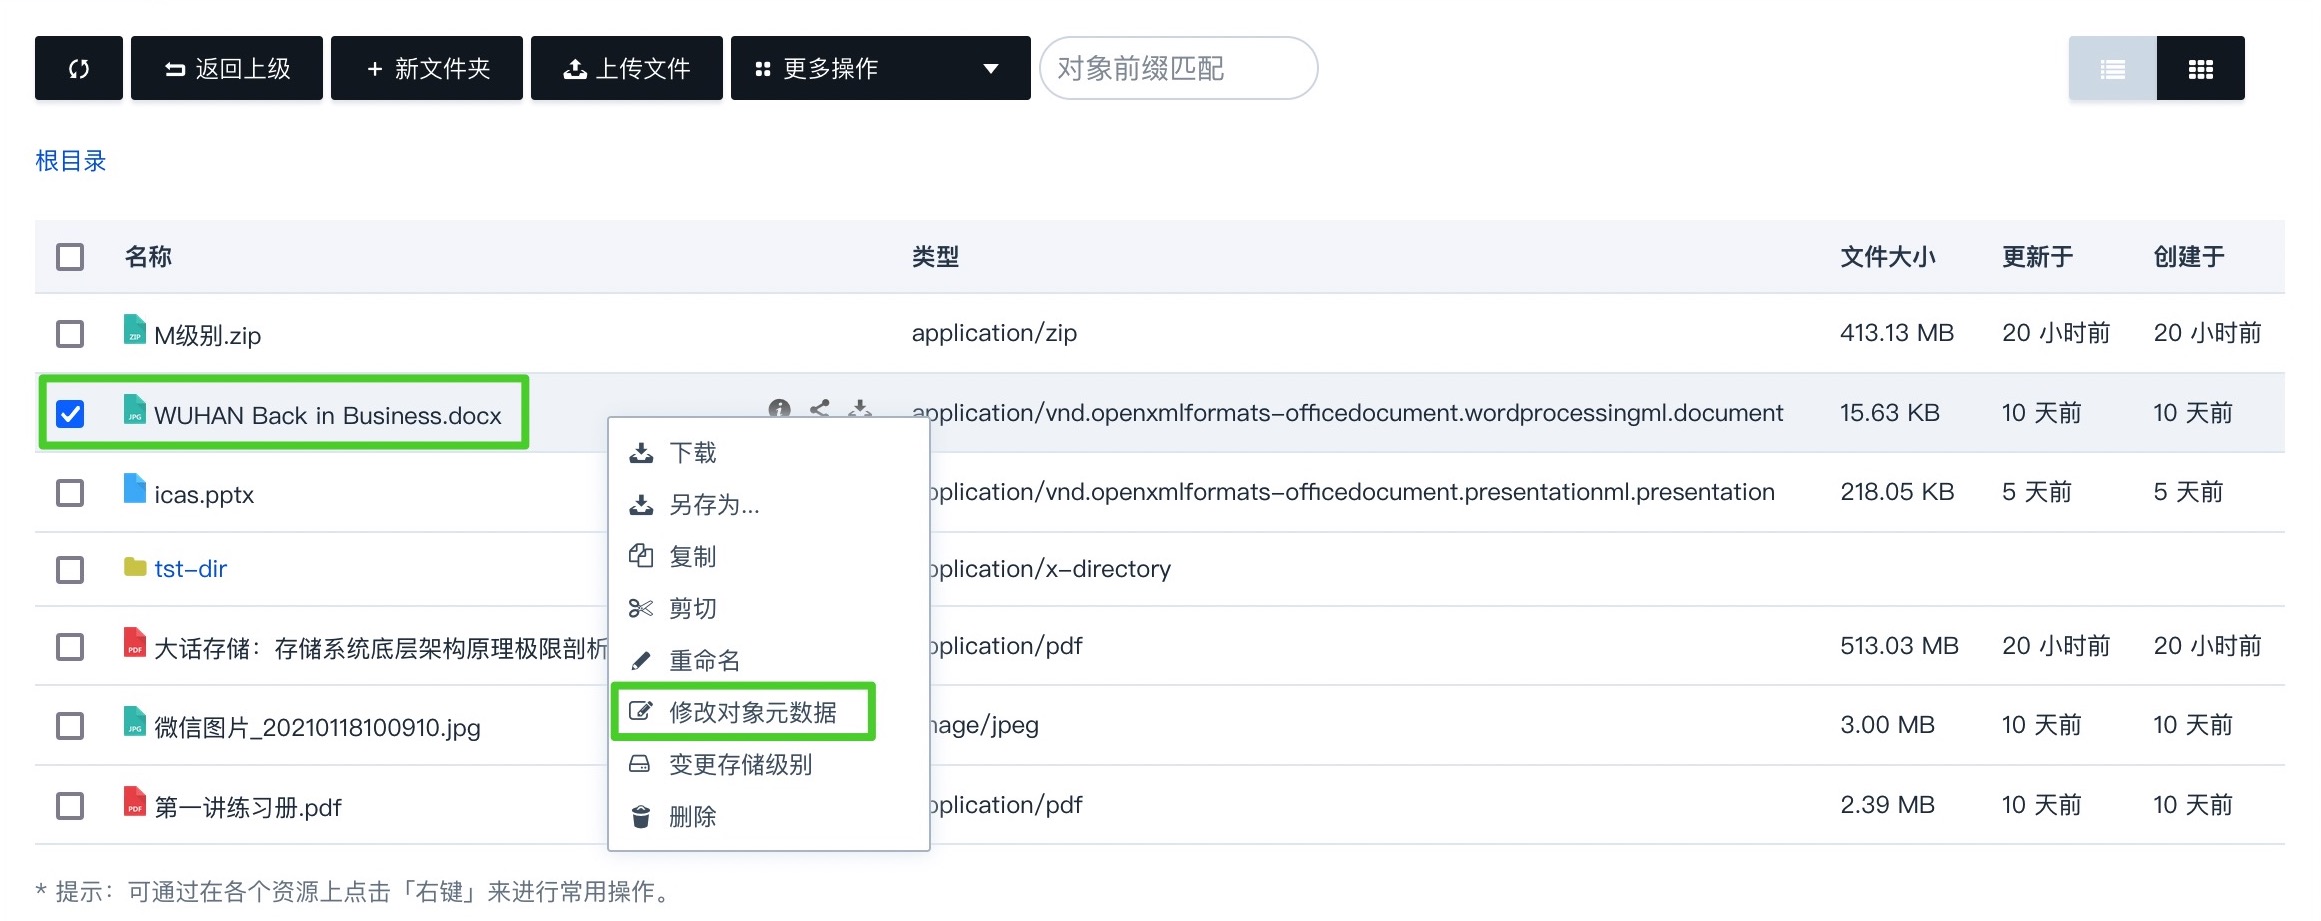 返回上级 新文件夹 上传文件 更多操作 对象前缀匹配
根目录
名称 类型 文件大小 更新于 创建于
ZIP M级别.zip application/zip 413.13 MB 20 小时前 20 小时前
JPG WUHAN Back in Business.docx application/vnd.openxmlformats-officedocument.wordprocessingml.document 15.63 KB 10 天前 10 天前
icas.pptx pplication/vnd.openxmlformats-officedocument.presentationml.presentation 218.05 KB 5 天前 5 天前
tst-dir pplication/x-directory
PDF 大话存储：存储系统底层架构原理极限剖析 pplication/pdf 513.03 MB 20 小时前 20 小时前
JPG 微信图片_20210118100910.jpg mage/jpeg 3.00 MB 10 天前 10 天前
PDF 第一讲练习册.pdf pplication/pdf 2.39 MB 10 天前 10 天前
下载
另存为...
复制
剪切
重命名
修改对象元数据
变更存储级别
删除
* 提示：可通过在各个资源上点击「右键」来进行常用操作。